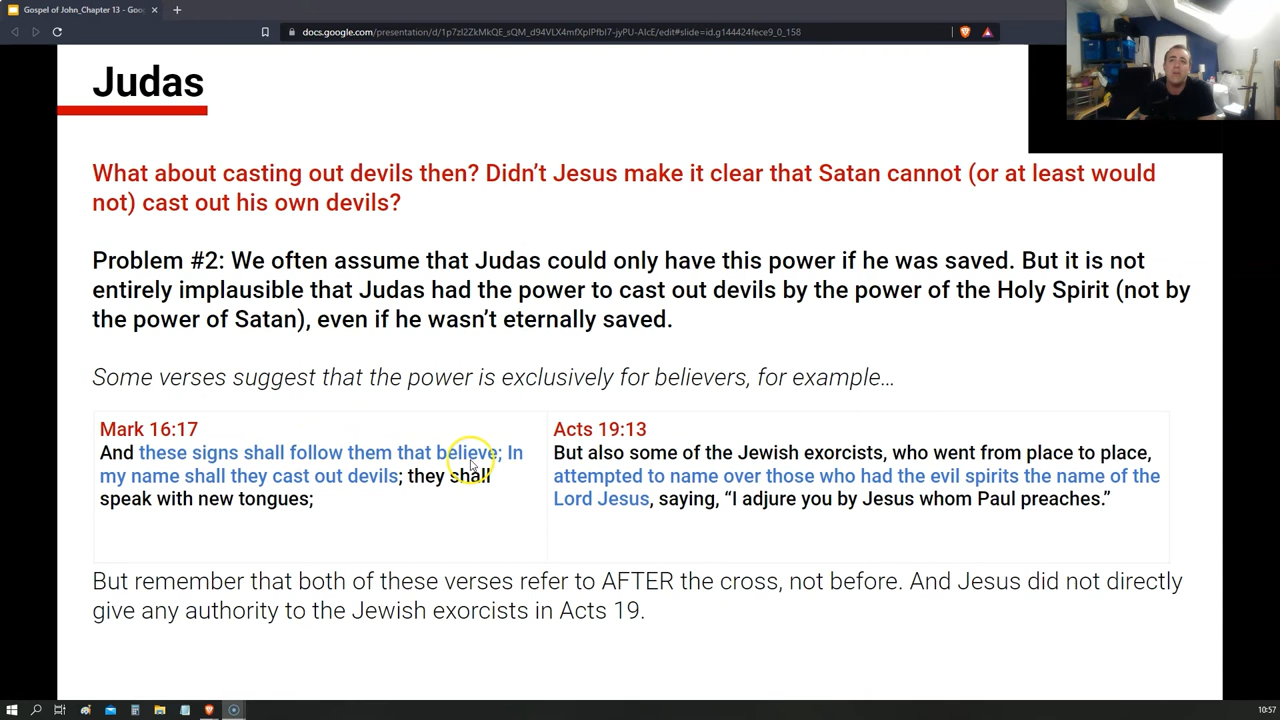 Gospel of John_Chapter 13 - Goo
docs.google.com/presentation/d/1p7zl2ZkMkQE_sQM_d94VLX4mfXpIPfbI7-jyPU-AIcE/edit#slide=id.g144424fece9_0_158
Judas
What about casting out devils then? Didn't Jesus make it clear that Satan cannot (or at least would
not) cast out his own devils?
Problem #2: We often assume that Judas could only have this power if he was saved. But it is not
entirely implausible that Judas had the power to cast out devils by the power of the Holy Spirit (not by
the power of Satan), even if he wasn't eternally saved.
Some verses suggest that the power is exclusively for believers, for example…
Mark 16:17
And these signs shall follow them that believe; In
my name shall they cast out devils; they shall
speak with new tongues;
Acts 19:13
But also some of the Jewish exorcists, who went from place to place,
attempted to name over those who had the evil spirits the name of the
Lord Jesus, saying, “I adjure you by Jesus whom Paul preaches.”
But remember that both of these verses refer to AFTER the cross, not before. And Jesus did not directly
give any authority to the Jewish exorcists in Acts 19.
10:57